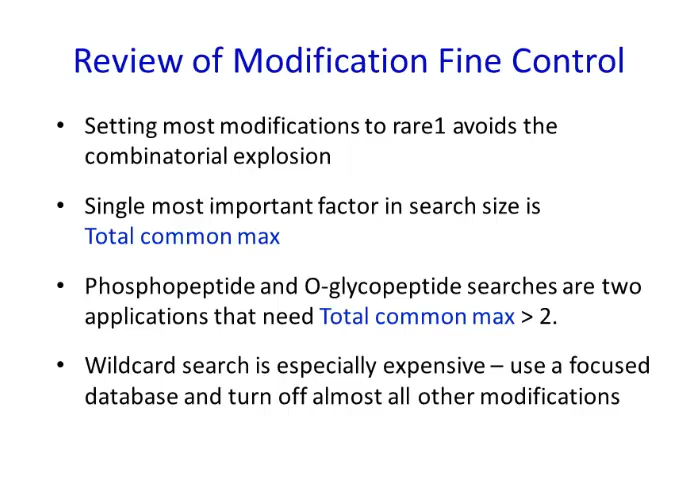 Review of Modification Fine Control
• Setting most modifications to rare1 avoids the
combinatorial explosion
• Single most important factor in search size is
Total common max
• Phosphopeptide and O-glycopeptide searches are two
applications that need Total common max > 2.
• Wildcard search is especially expensive – use a focused
database and turn off almost all other modifications